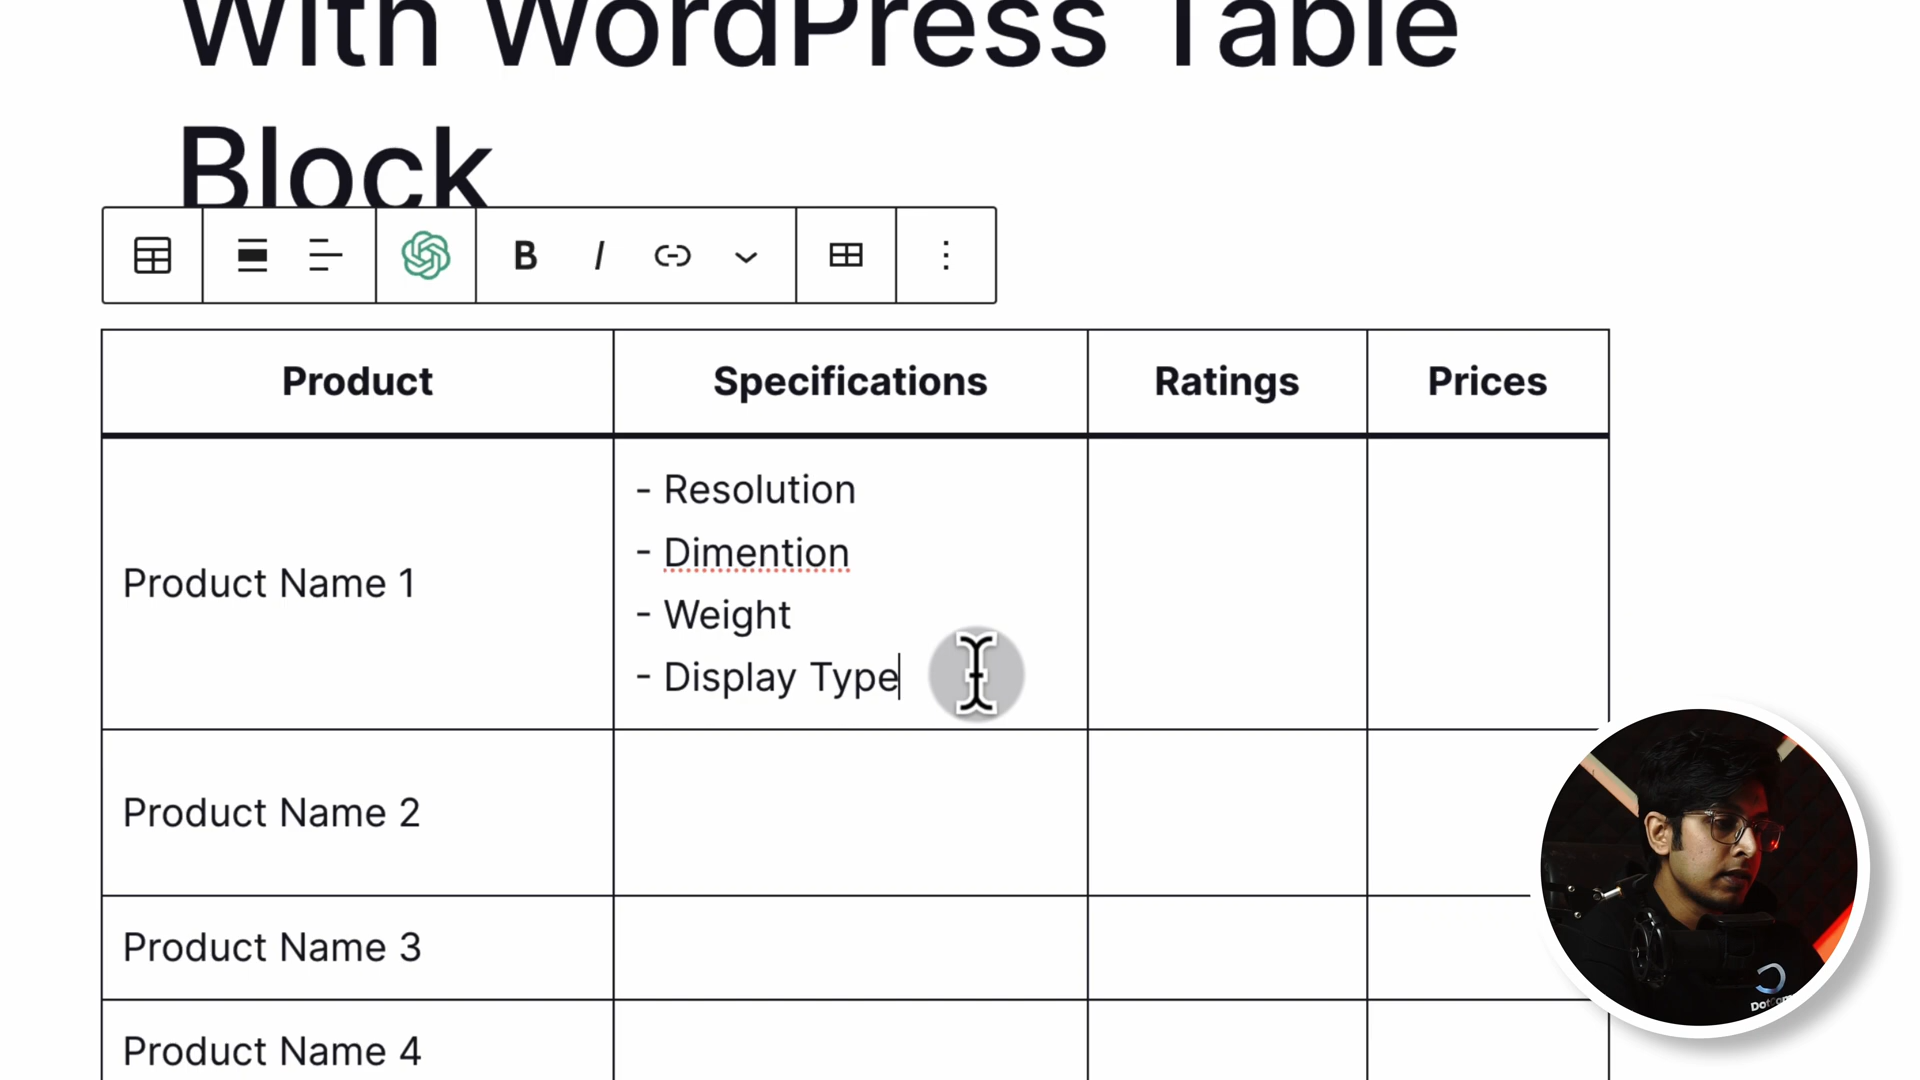 With WordPress Table
Block
B I
Product Specifications Ratings Prices
Product Name 1
- Resolution
- Dimention
- Weight
- Display Type
Product Name 2
Product Name 3
Product Name 4